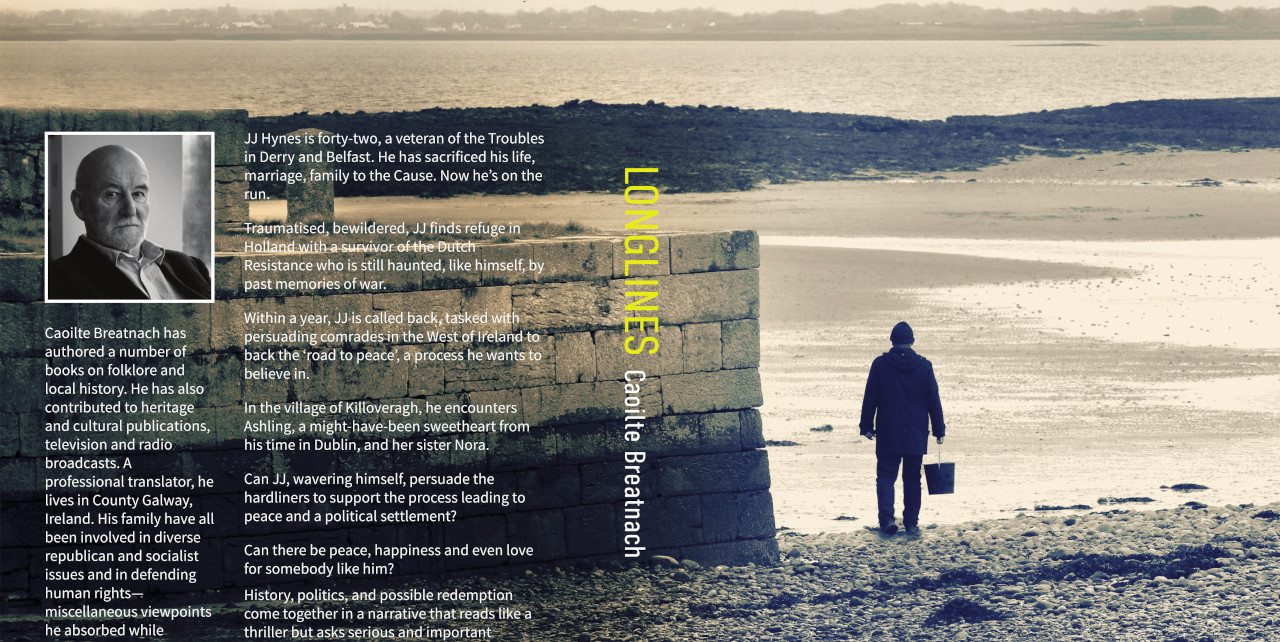 Caoilte Breatnach has
authored a number of
books on folklore and
local history. He has also
contributed to heritage
and cultural publications,
television and radio
broadcasts. A
professional translator, he
lives in County Galway,
Ireland. His family have all
been involved in diverse
republican and socialist
issues and in defending
human rights—
miscellaneous viewpoints
he absorbed while
JJ Hynes is forty-two, a veteran of the Troubles
in Derry and Belfast. He has sacrificed his life,
marriage, family to the Cause. Now he’s on the
run.
Traumatised, bewildered, JJ finds refuge in
Holland with a survivor of the Dutch
Resistance who is still haunted, like himself, by
past memories of war.
Within a year, JJ is called back, tasked with
persuading comrades in the West of Ireland to
back the ‘road to peace’, a process he wants to
believe in.
In the village of Killoveragh, he encounters
Ashling, a might-have-been sweetheart from
his time in Dublin, and her sister Nora.
Can JJ, wavering himself, persuade the
hardliners to support the process leading to
peace and a political settlement?
Can there be peace, happiness and even love
for somebody like him?
History, politics, and possible redemption
come together in a narrative that reads like a
thriller but asks serious and important
LONGLINES Caoilte Breatnach